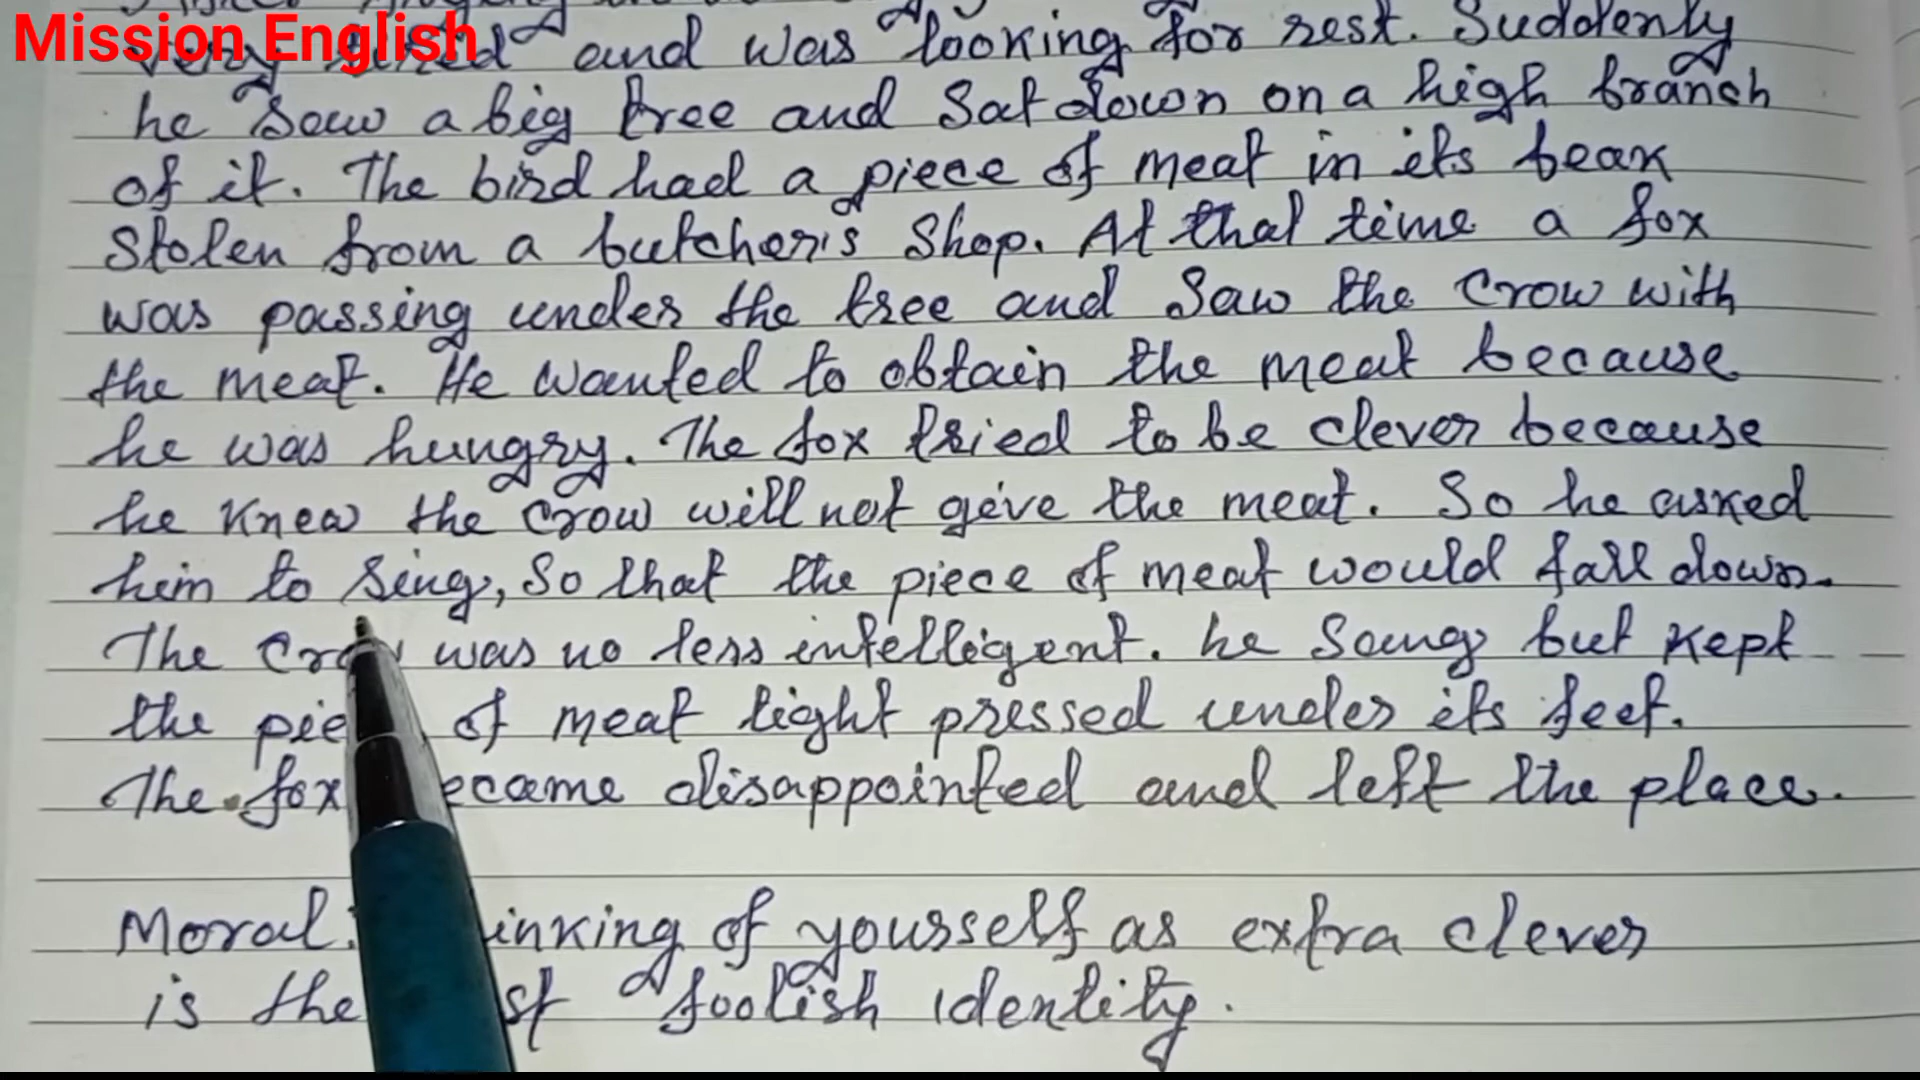 Mission English
very tired and was looking for rest. Suddenly
he saw a big tree and Sat down on a high branch
of it. The bird had a piece of meat in its beak
Stolen from a butcher's Shop. At that time a fox
was passing under the tree and Saw the Crow with
the meat. He wanted to obtain the meat because
he was hungry. The fox tried to be clever because
he knew the Crow will not give the meat. So he asked
him to Sing, So that the piece of meat would fall down.
The was no less intelligent. he Sang but kept
the of meat tight pressed under its feet.
The fox became disappointed and left the place.
Moral: of yoursself as extra clever
is the foolish identity.